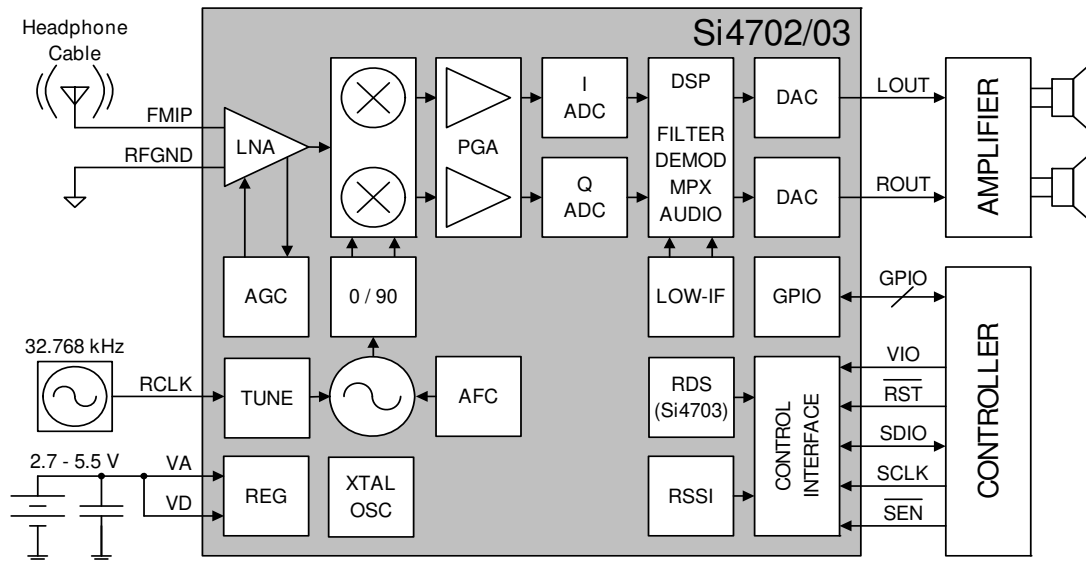 Si4702/03
Headphone
Cable
FMIP
RFGND
LNA
PGA
I
ADC
Q
ADC
DSP
FILTER
DEMOD
MPX
AUDIO
DAC
DAC
LOUT
ROUT
AMPLIFIER
AGC
0 / 90
LOW-IF
GPIO
GPIO
32.768 kHz
RCLK
TUNE
AFC
RDS
(Si4703)
CONTROL
INTERFACE
VIO
RST
SDIO
SCLK
SEN
CONTROLLER
2.7 - 5.5 V
VA
VD
REG
XTAL
OSC
RSSI